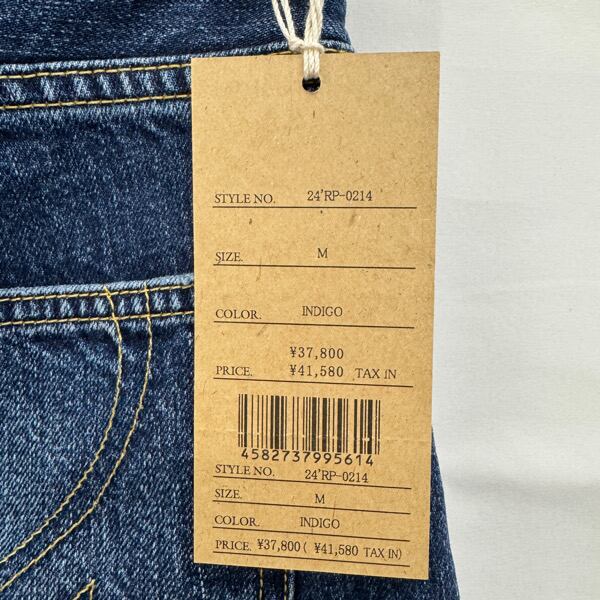 STYLE NO. 24'RP-0214
SIZE. M
COLOR. INDIGO
¥37,800
PRICE. ¥41,580 TAX IN
4582737995614
STYLE NO. 24'RP-0214
SIZE. M
COLOR. INDIGO
PRICE. ¥37,800( ¥41,580 TAX IN)